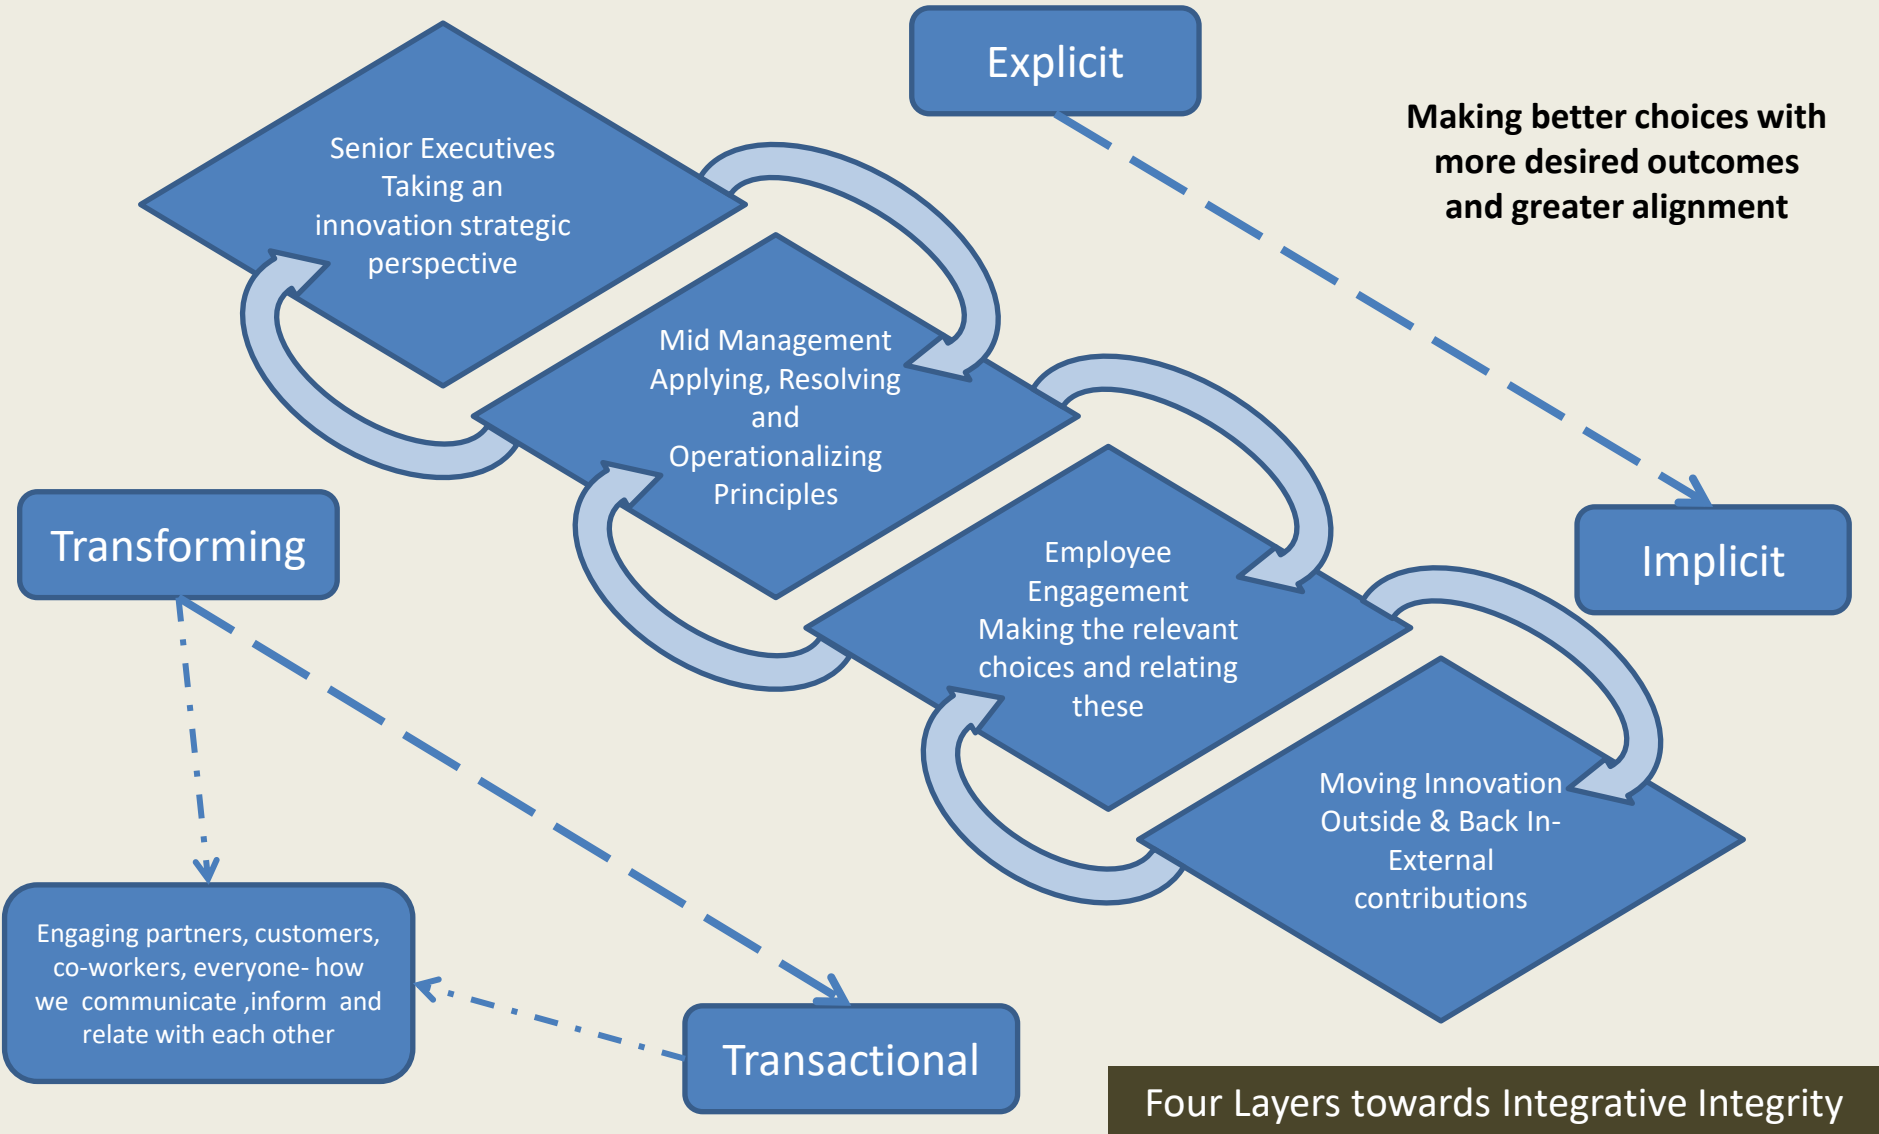 Explicit
Making better choices with
more desired outcomes
and greater alignment
Senior Executives
Taking an
innovation strategic
perspective
Mid Management
Applying, Resolving
and
Operationalizing
Principles
Transforming
Implicit
Employee
Engagement
Making the relevant
choices and relating
these
Moving Innovation
Outside & Back In-
External
contributions
Engaging partners, customers,
co-workers, everyone- how
we  communicate ,inform  and
relate with each other
Transactional
Four Layers towards Integrative Integrity